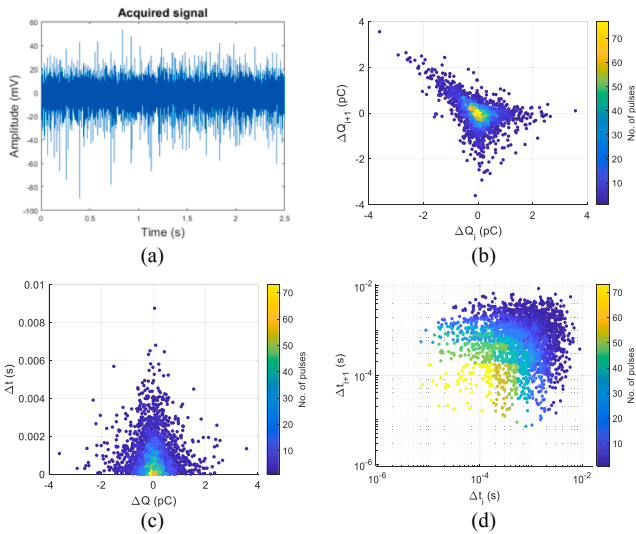 Acquired signal
60
40
20
0
-20
-40
-60
-80
-100
0 0.5 1 1.5 2 2.5
Amplitude (mV)
Time (s)
(a)
4
2
0
-2
-4
-4 -2 0 2 4
ΔQi+1 (pC)
ΔQi (pC)
70
60
50
40
30
20
10
No. of pulses
(b)
0.01
0.008
0.006
0.004
0.002
0
-4 -2 0 2 4
Δt (s)
ΔQ (pC)
70
60
50
40
30
20
10
No. of pulses
(c)
10-2
10-4
10-6
10-6 10-4 10-2
Δti+1 (s)
Δti (s)
70
60
50
40
30
20
10
No. of pulses
(d)